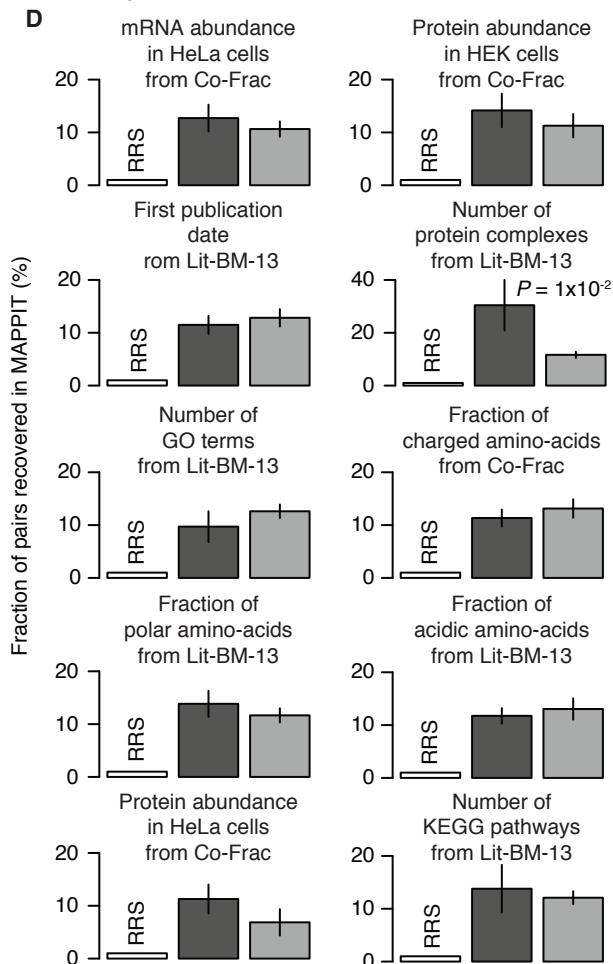 D
Fraction of pairs recovered in MAPPIT (%)
mRNA abundance
in HeLa cells
from Co-Frac
20
10
0
RRS
Protein abundance
in HEK cells
from Co-Frac
20
10
0
RRS
First publication
date
rom Lit-BM-13
20
10
0
RRS
Number of
protein complexes
from Lit-BM-13
40
20
0
RRS
P = 1x10⁻²
Number of
GO terms
from Lit-BM-13
20
10
0
RRS
Fraction of
charged amino-acids
from Co-Frac
20
10
0
RRS
Fraction of
polar amino-acids
from Lit-BM-13
20
10
0
RRS
Fraction of
acidic amino-acids
from Lit-BM-13
20
10
0
RRS
Protein abundance
in HeLa cells
from Co-Frac
20
10
0
RRS
Number of
KEGG pathways
from Lit-BM-13
20
10
0
RRS